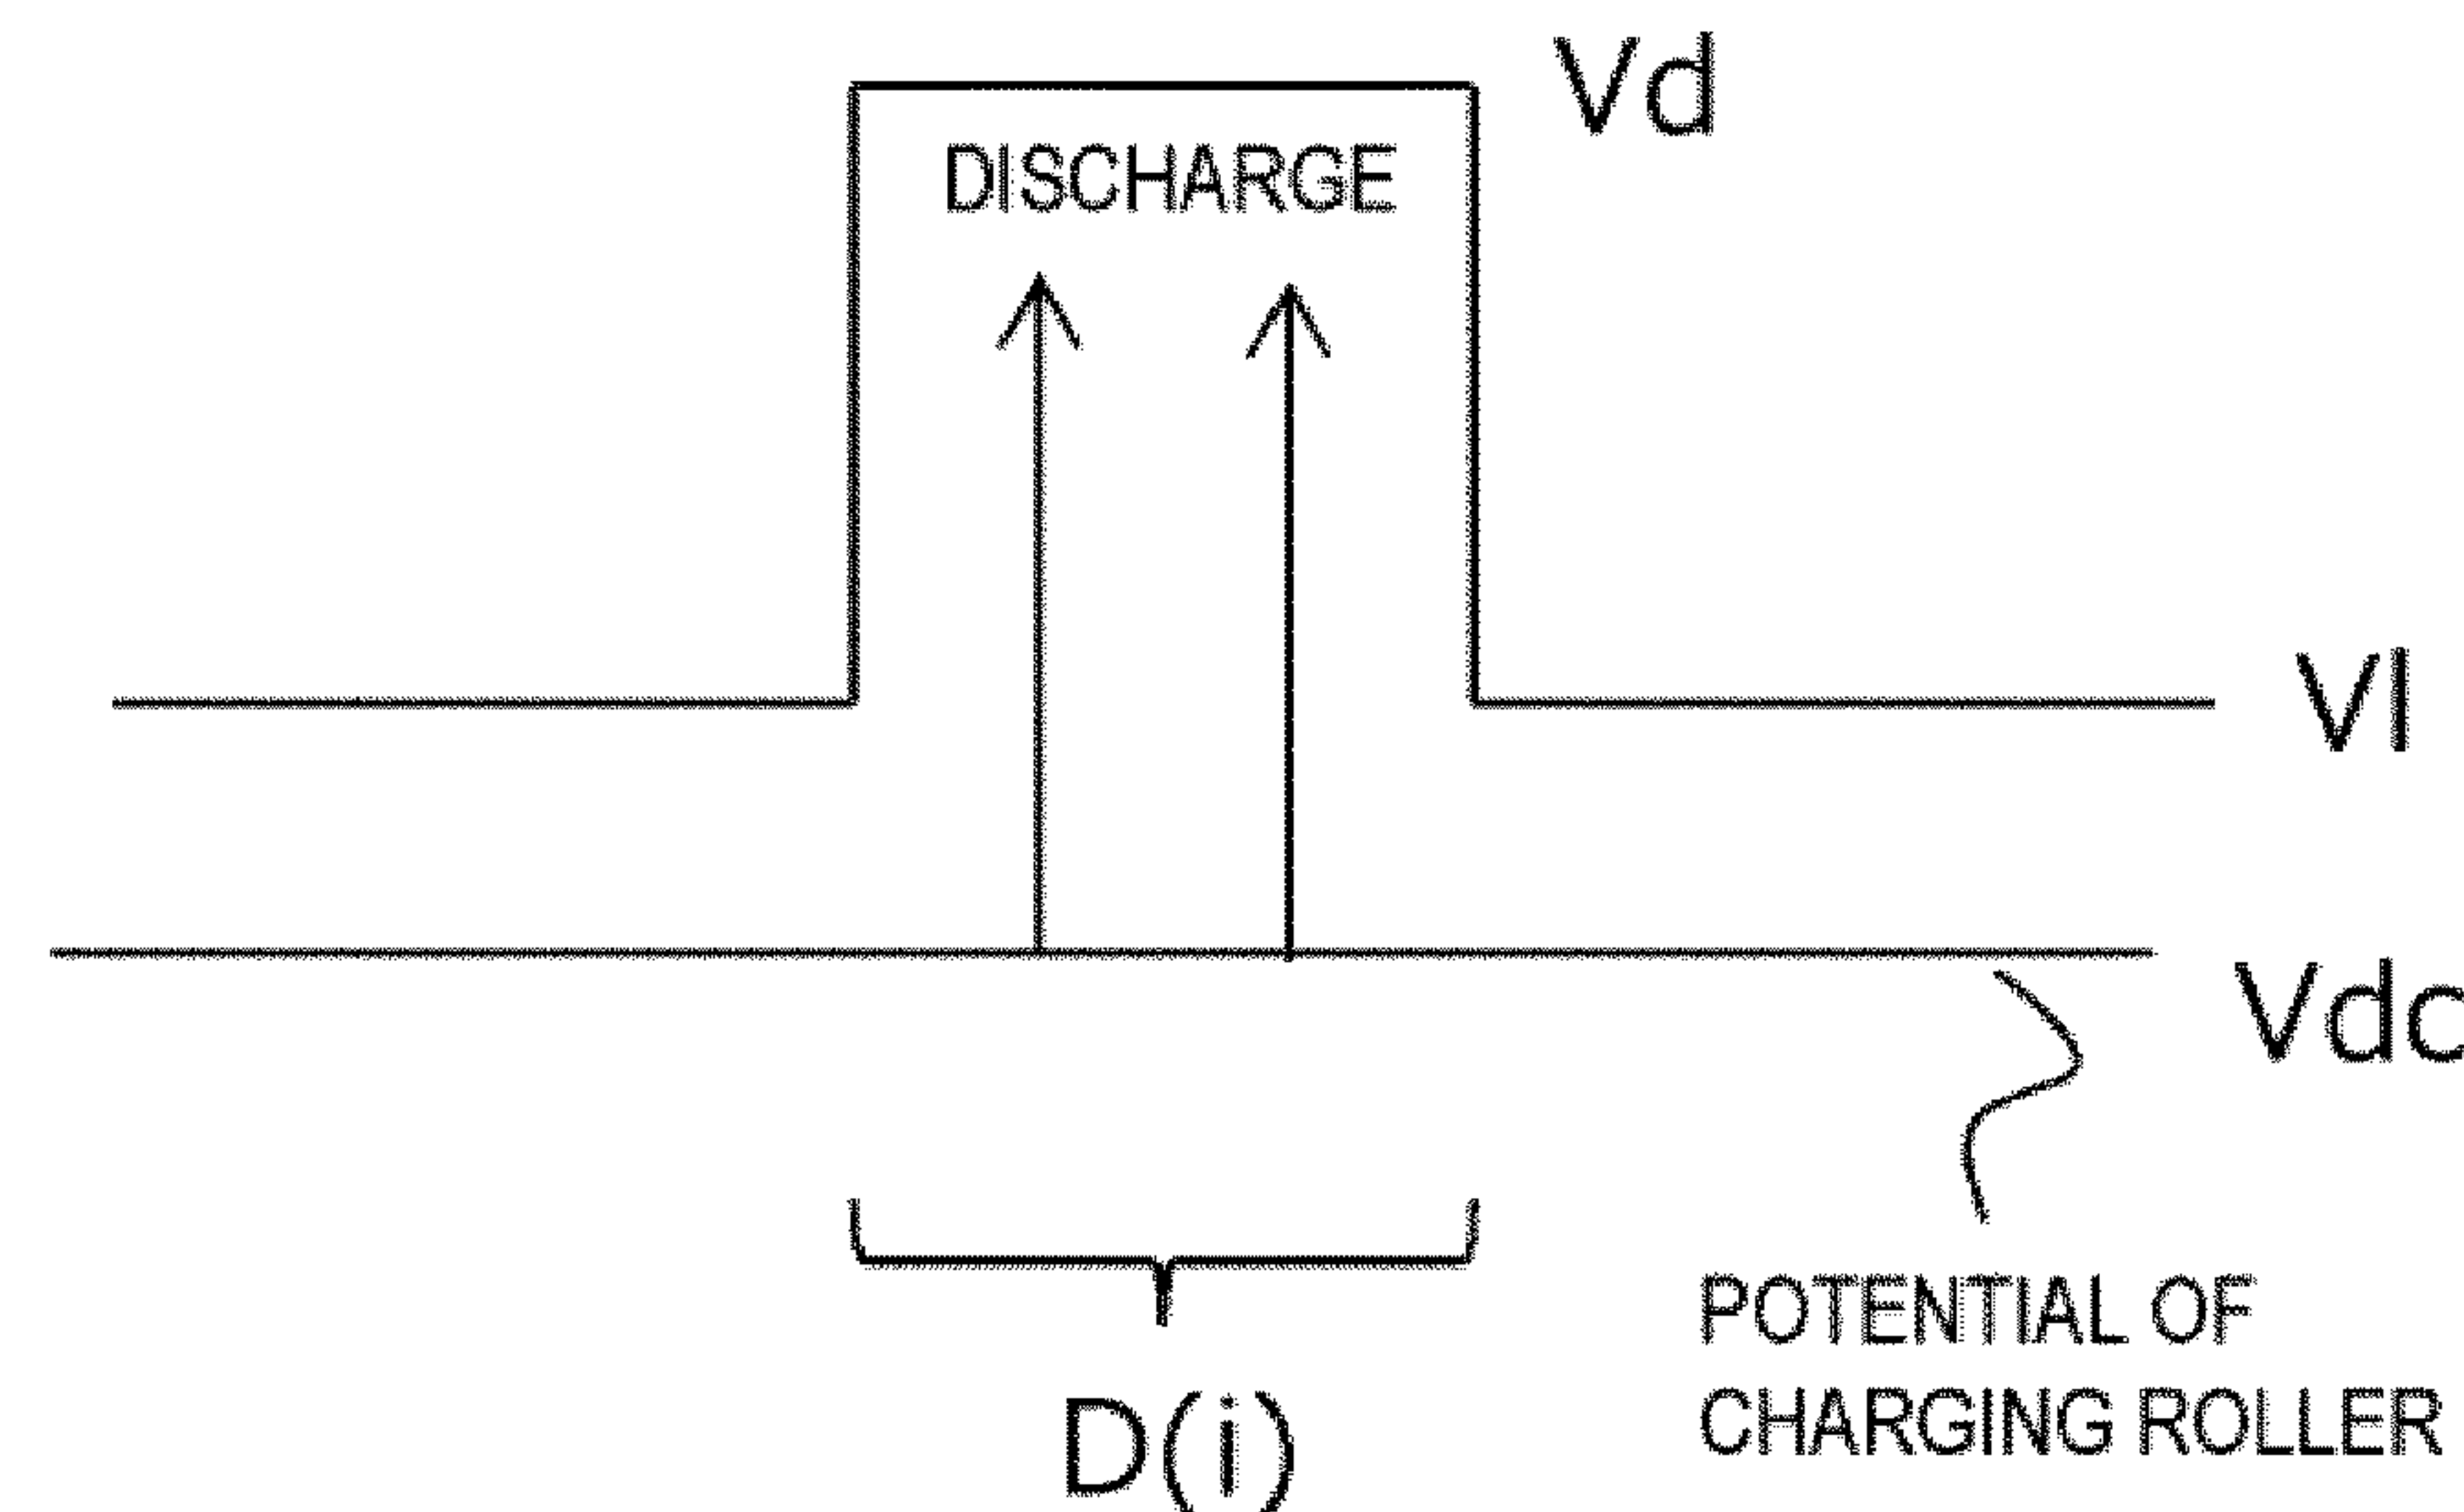 Vd
DISCHARGE
Vl
Vdc
POTENTIAL OF
CHARGING ROLLER
D(i)